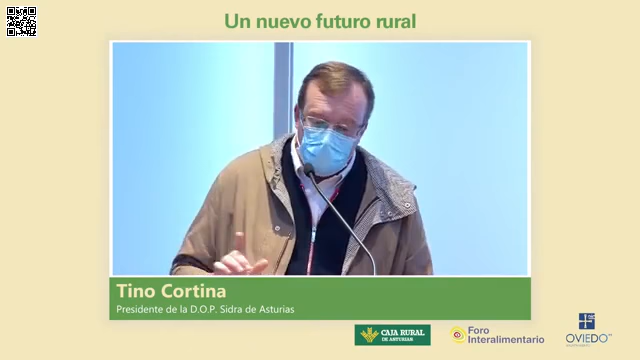 Un nuevo futuro rural
Tino Cortina
Presidente de la D.O.P. Sidra de Asturias
CAJA RURAL
DE ASTURIAS
Foro
Interalimentario
OVIEDO